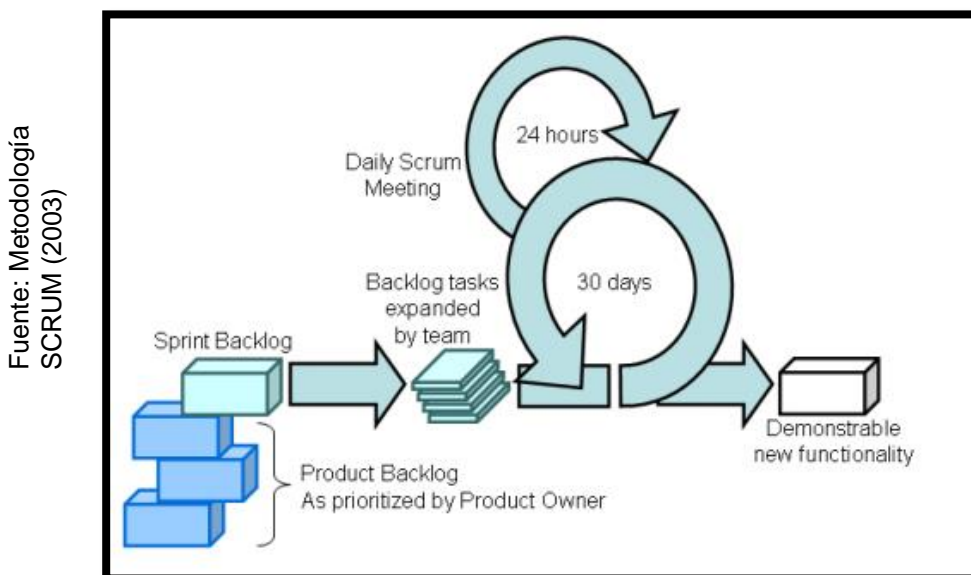 Fuente: Metodología
SCRUM (2003)
24 hours
Daily Scrum
Meeting
30 days
Backlog tasks
expanded
by team
Sprint Backlog
Demonstrable
new functionality
Product Backlog
As prioritized by Product Owner